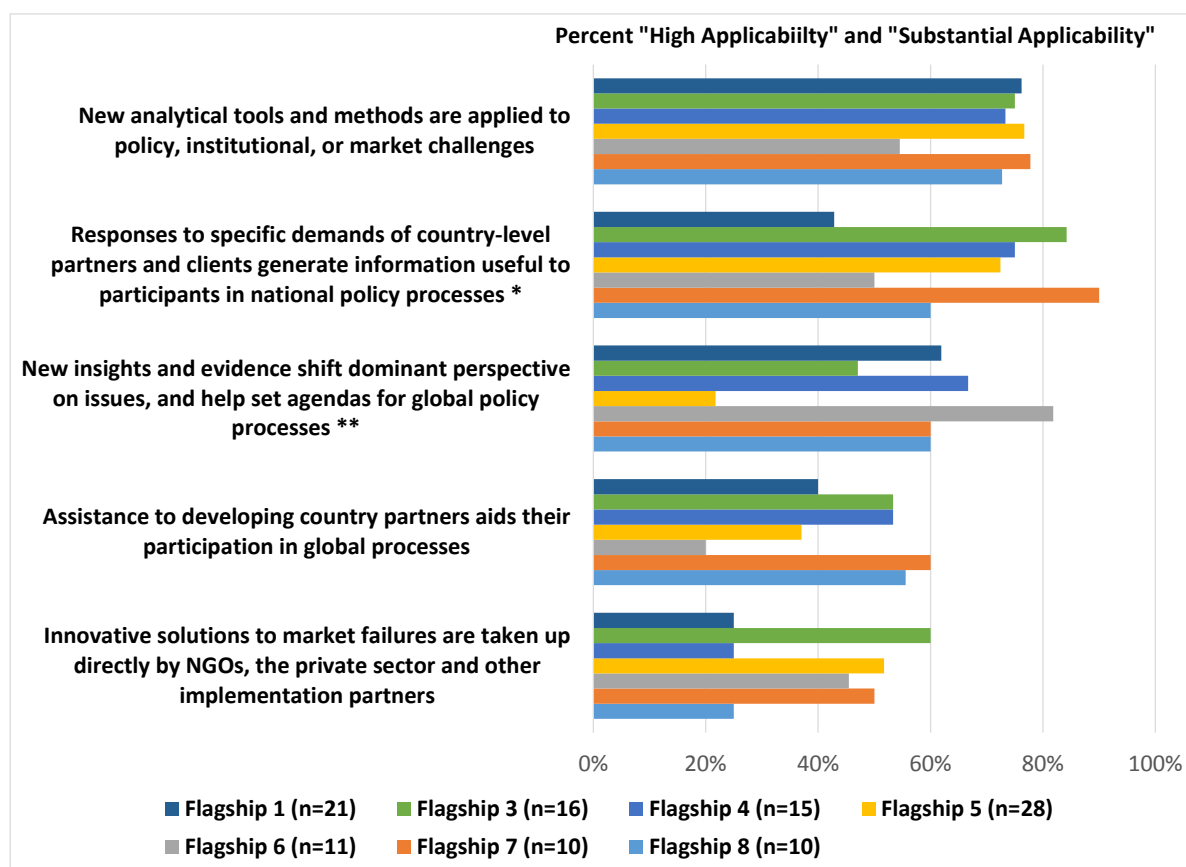 Percent "High Applicabiilty" and "Substantial Applicability"
New analytical tools and methods are applied to
policy, institutional, or market challenges
Responses to specific demands of country-level
partners and clients generate information useful to
participants in national policy processes *
New insights and evidence shift dominant perspective
on issues, and help set agendas for global policy
processes **
Assistance to developing country partners aids their
participation in global processes
Innovative solutions to market failures are taken up
directly by NGOs, the private sector and other
implementation partners
0% 20% 40% 60% 80% 100%
Flagship 1 (n=21) Flagship 3 (n=16) Flagship 4 (n=15) Flagship 5 (n=28)
Flagship 6 (n=11) Flagship 7 (n=10) Flagship 8 (n=10)